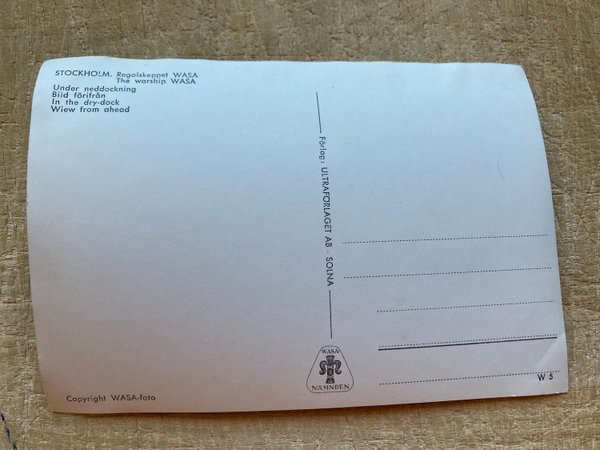 STOCKHOLM. Regalskeppet WASA
The warship WASA
Under neddockning
Bild förifrån
In the dry-dock
Wiew from ahead
Förlag: ULTRAFÖRLAGET AB · SOLNA
WASA-
NÄMNDEN
W 5
Copyright WASA-foto